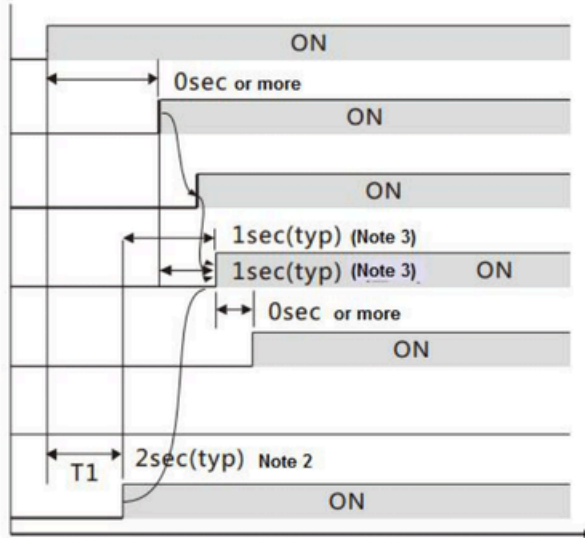 ON
0sec or more
ON
ON
1sec(typ) (Note 3)
1sec(typ) (Note 3) ON
0sec or more
ON
T1 2sec(typ) Note 2
ON